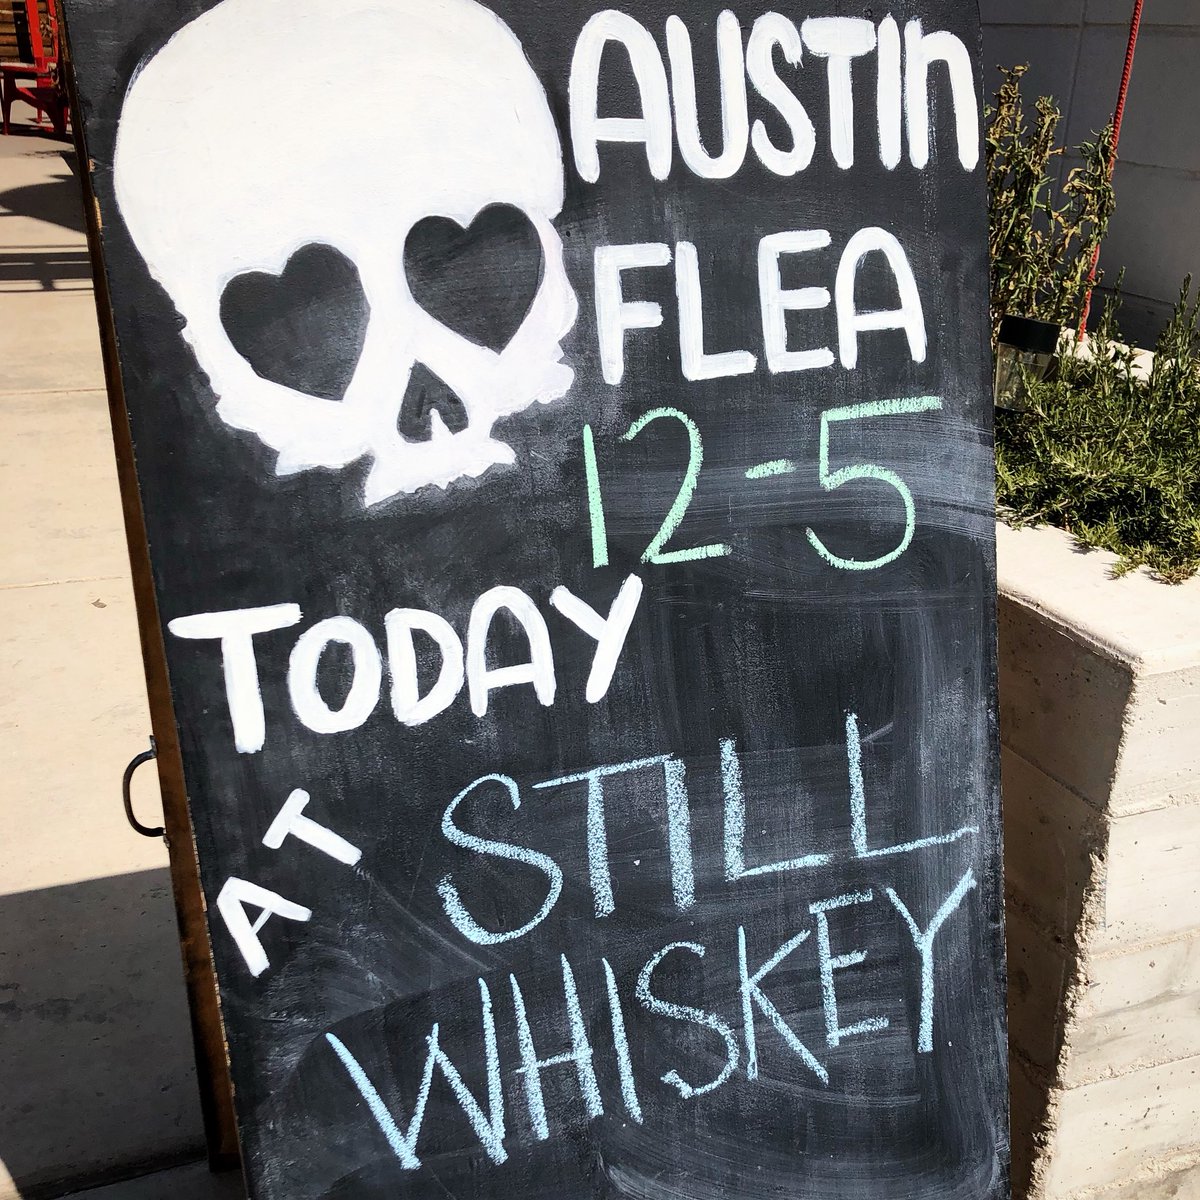 AUSTIn
FLEA
12-5
TODAY
AT
STILL
WHISKEY